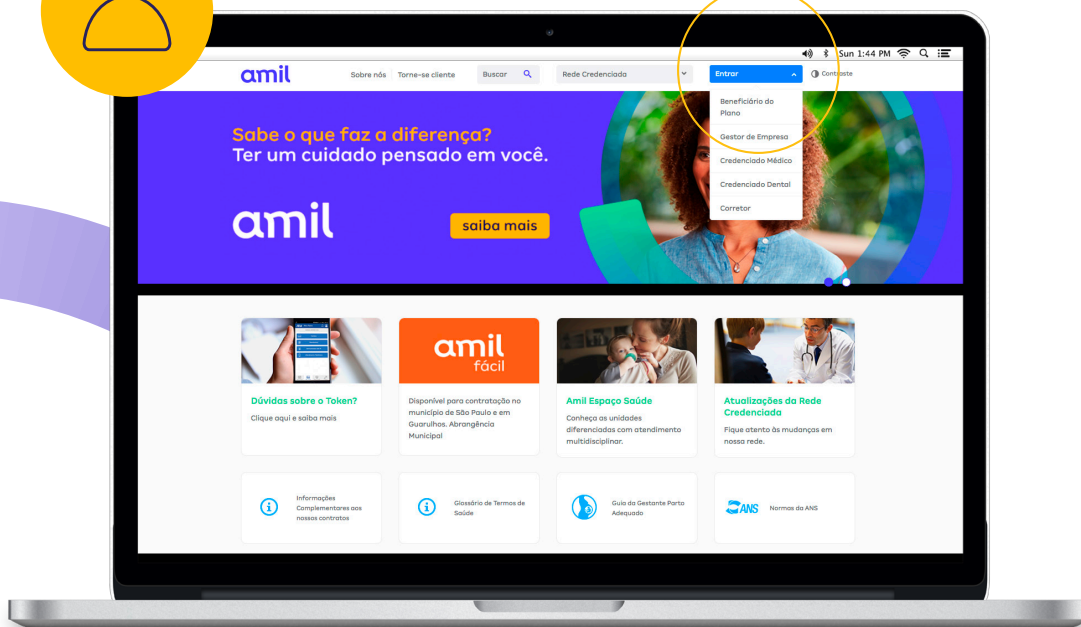 Sun 1:44 PM
amil
Sobre nós
Torne-se cliente
Buscar
Rede Credenciada
Entrar
Contraste
Beneficiário do
Plano
Gestor de Empresa
Credenciado Médico
Credenciado Dental
Corretor
Sabe o que faz a diferença?
Ter um cuidado pensado em você.
amil
saiba mais
Dúvidas sobre o Token?
Clique aqui e saiba mais
amil
fácil
Disponível para contratação no
município de São Paulo e em
Guarulhos. Abrangência
Municipal
Amil Espaço Saúde
Conheça as unidades
diferenciadas com atendimento
multidisciplinar.
Atualizações da Rede
Credenciada
Fique atento às mudanças em
nossa rede.
Informações
Complementares aos
nossos contratos
Glossário de Termos de
Saúde
Guia da Gestante Parto
Adequado
ANS
Normas da ANS